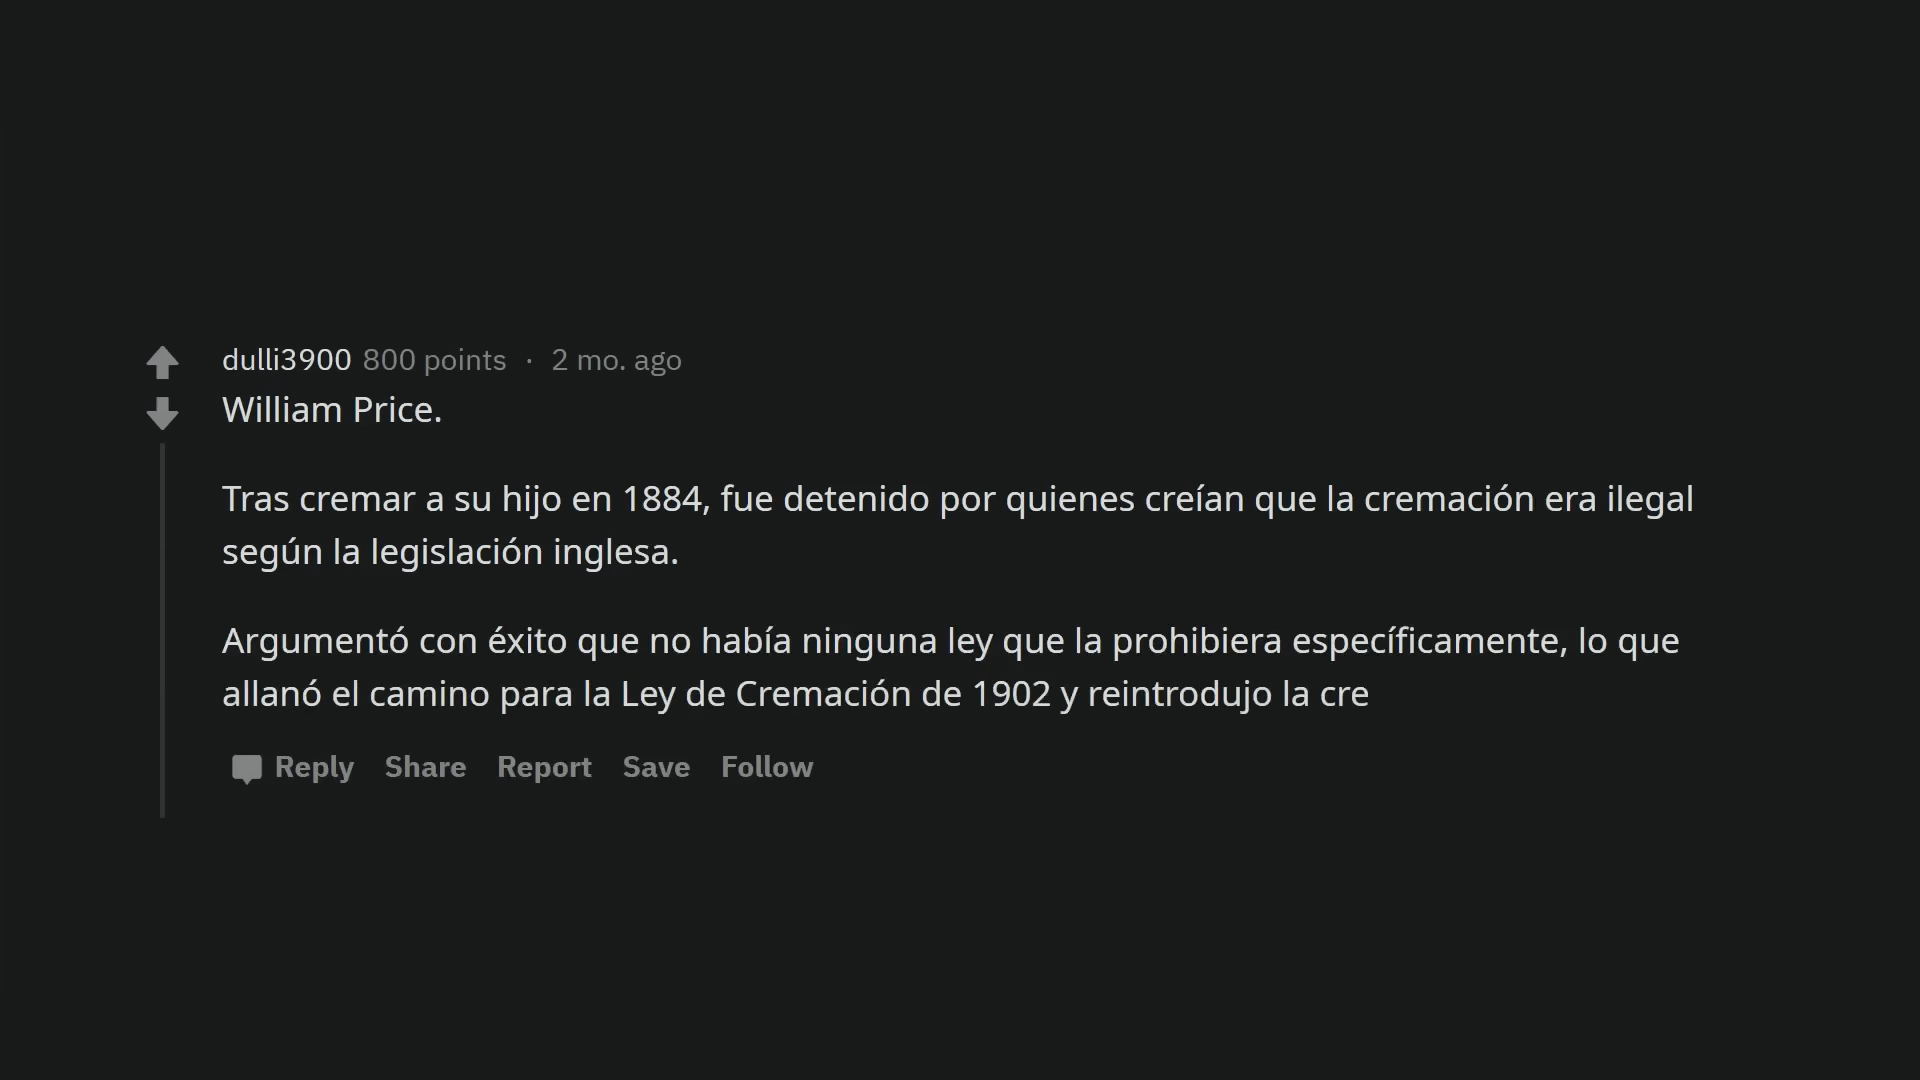 dulli3900 800 points · 2 mo. ago
William Price.
Tras cremar a su hijo en 1884, fue detenido por quienes creían que la cremación era ilegal
según la legislación inglesa.
Argumentó con éxito que no había ninguna ley que la prohibiera específicamente, lo que
allanó el camino para la Ley de Cremación de 1902 y reintrodujo la cre
Reply Share Report Save Follow